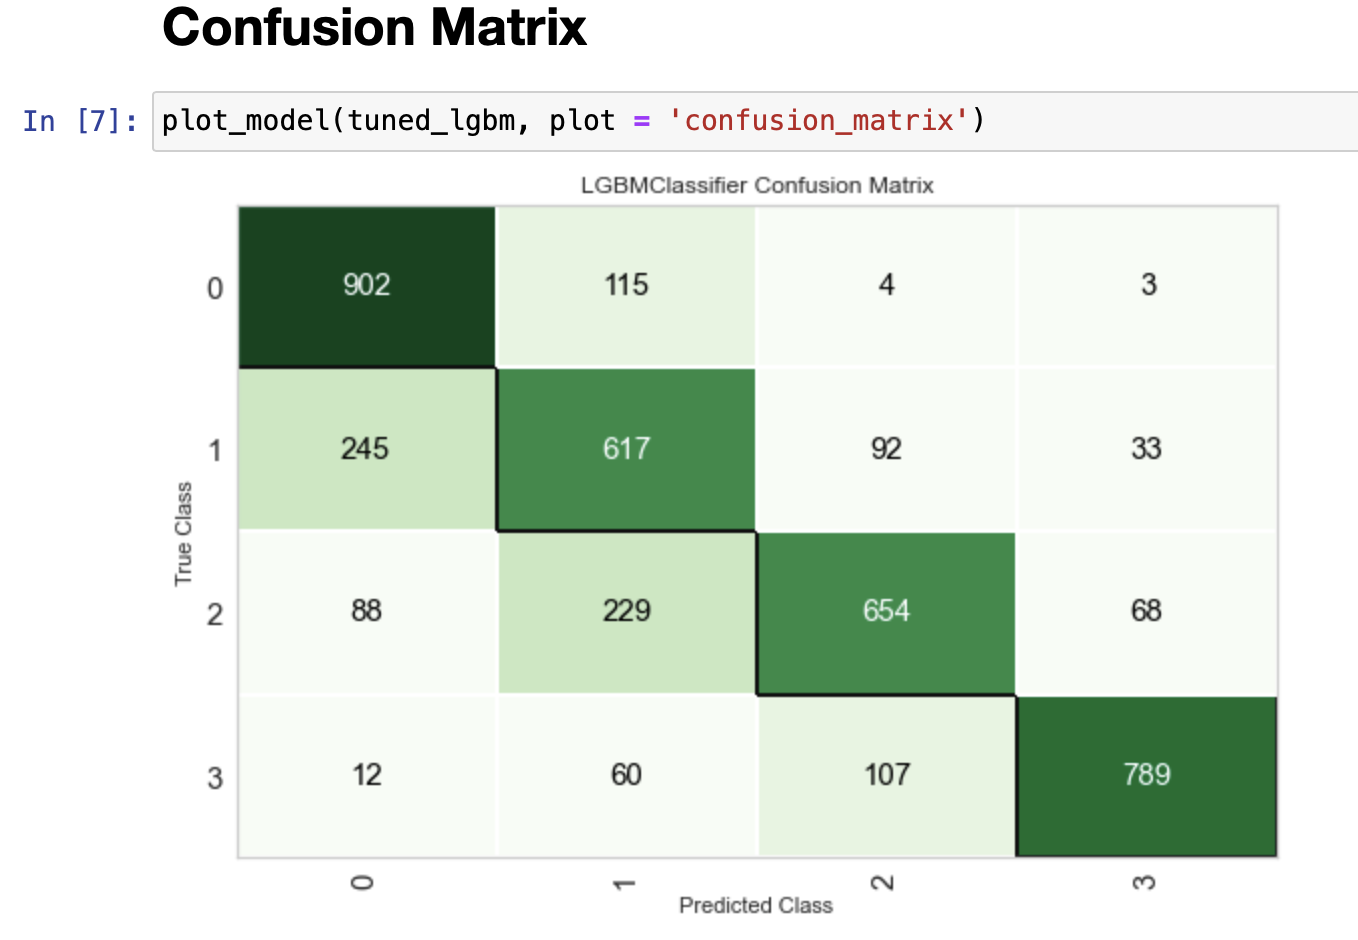 Confusion Matrix
In [7]: plot_model(tuned_lgbm, plot = 'confusion_matrix')
LGBMClassifier Confusion Matrix
0 902 115 4 3
1 245 617 92 33
True Class
2 88 229 654 68
3 12 60 107 789
0 1 2 3
Predicted Class